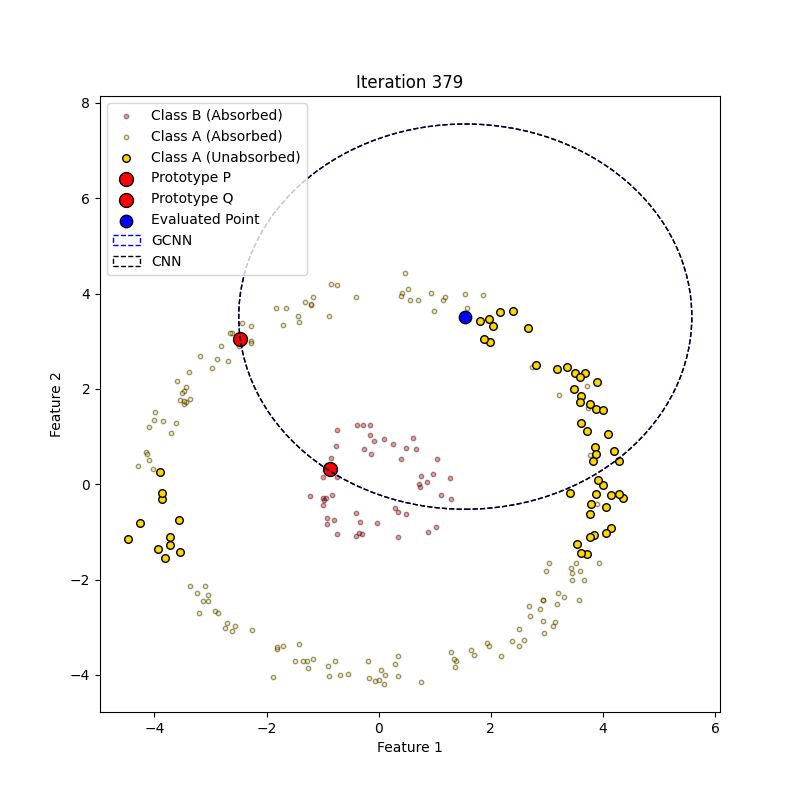 Iteration 379
Class B (Absorbed)
Class A (Absorbed)
Class A (Unabsorbed)
Prototype P
Prototype Q
Evaluated Point
GCNN
CNN
8
6
4
2
0
−2
−4
Feature 2
−4
−2
0
2
4
6
Feature 1